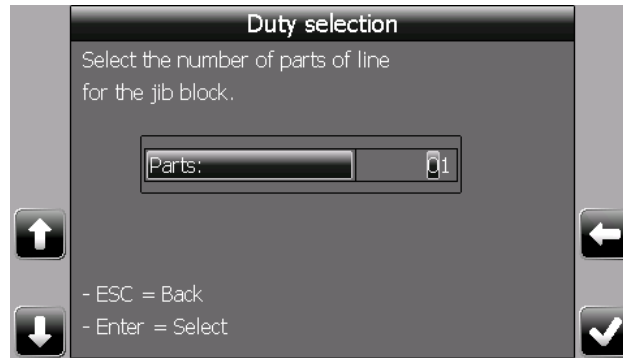 Duty selection
Select the number of parts of line
for the jib block.
Parts: 01
- ESC = Back
- Enter = Select